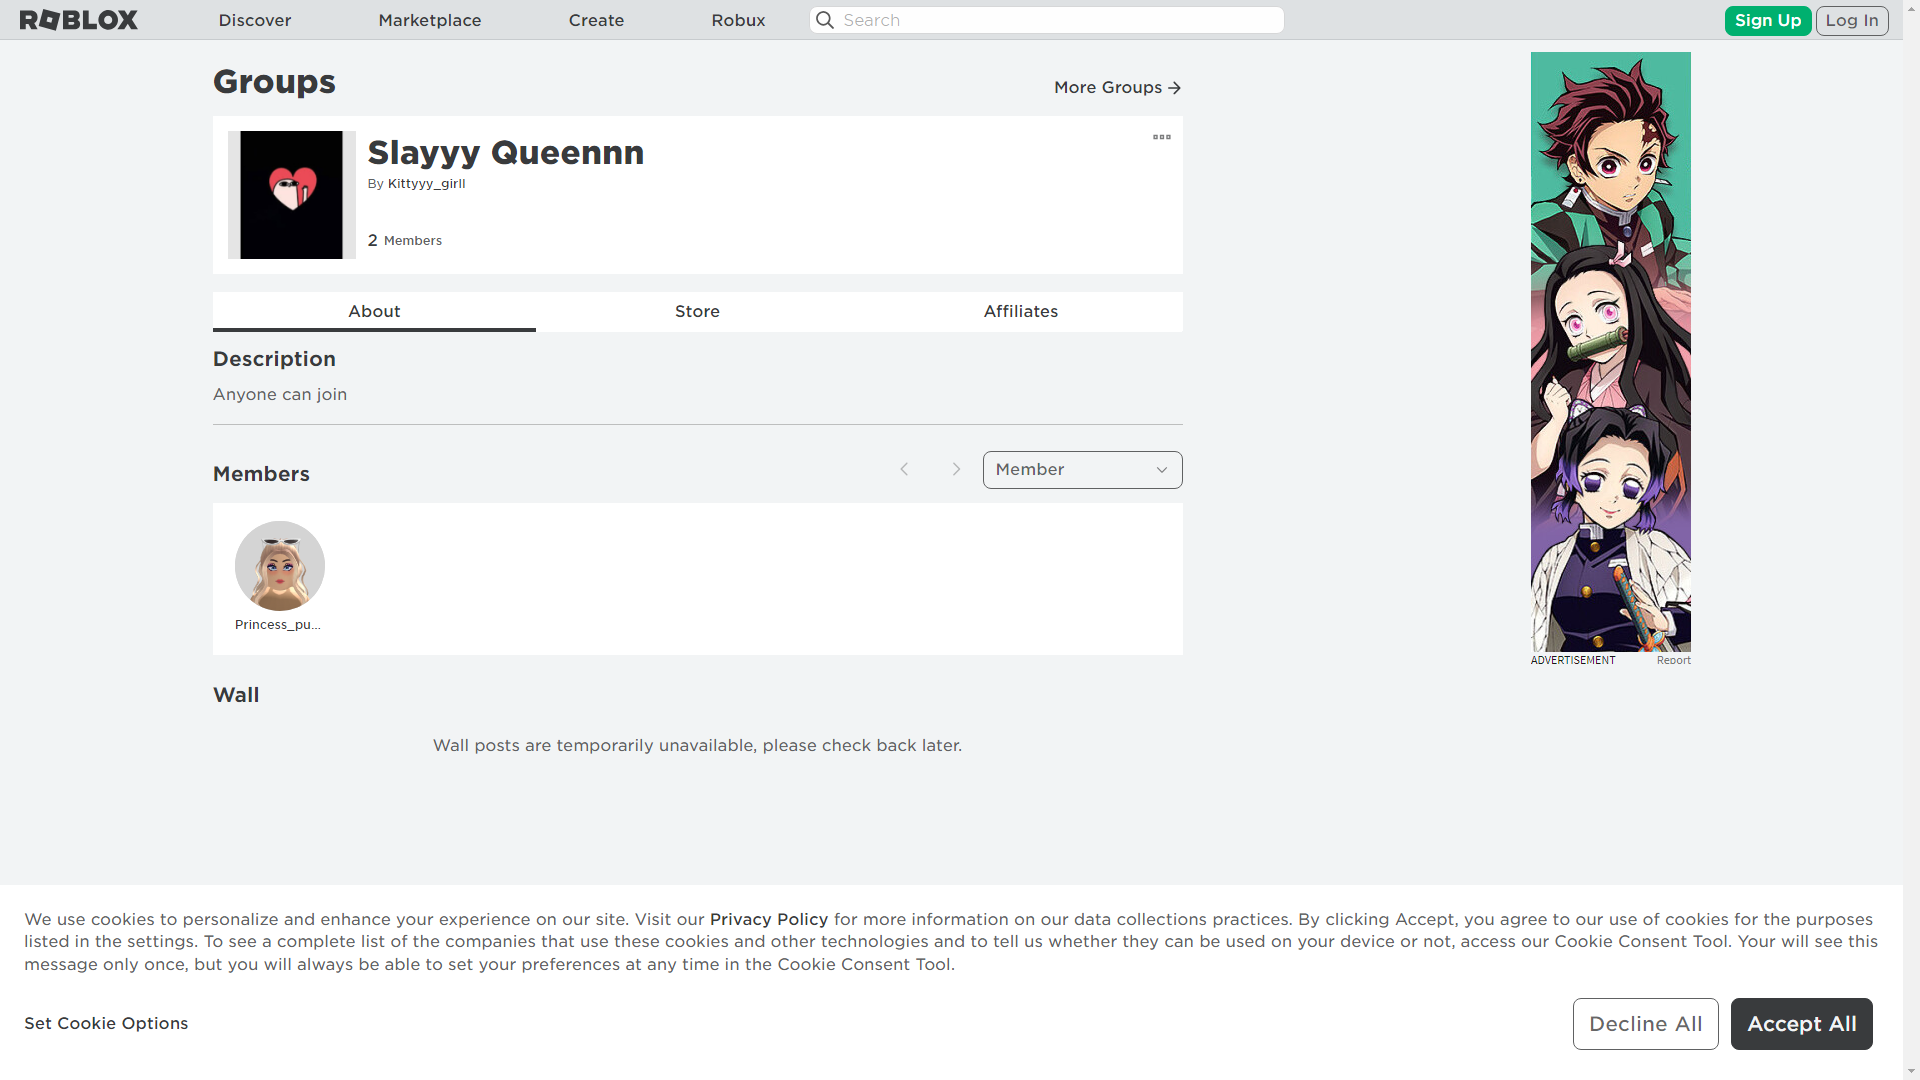 ROBLOX
Discover
Marketplace
Create
Robux
Search
Sign Up
Log In
Groups
More Groups
Slayyy Queennn
By Kittyyy_girll
2 Members
About
Store
Affiliates
Description
Anyone can join
Members
Member
Princess_pu...
Wall
Wall posts are temporarily unavailable, please check back later.
ADVERTISEMENT
Report
We use cookies to personalize and enhance your experience on our site. Visit our Privacy Policy for more information on our data collections practices. By clicking Accept, you agree to our use of cookies for the purposes
listed in the settings. To see a complete list of the companies that use these cookies and other technologies and to tell us whether they can be used on your device or not, access our Cookie Consent Tool. Your will see this
message only once, but you will always be able to set your preferences at any time in the Cookie Consent Tool.
Set Cookie Options
Decline All
Accept All